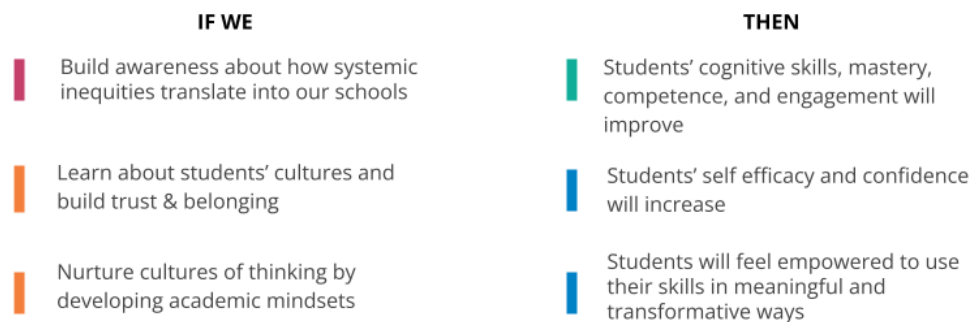 IF WE
Build awareness about how systemic
inequities translate into our schools
Learn about students’ cultures and
build trust & belonging
Nurture cultures of thinking by
developing academic mindsets
THEN
Students’ cognitive skills, mastery,
competence, and engagement will
improve
Students’ self efficacy and confidence
will increase
Students will feel empowered to use
their skills in meaningful and
transformative ways